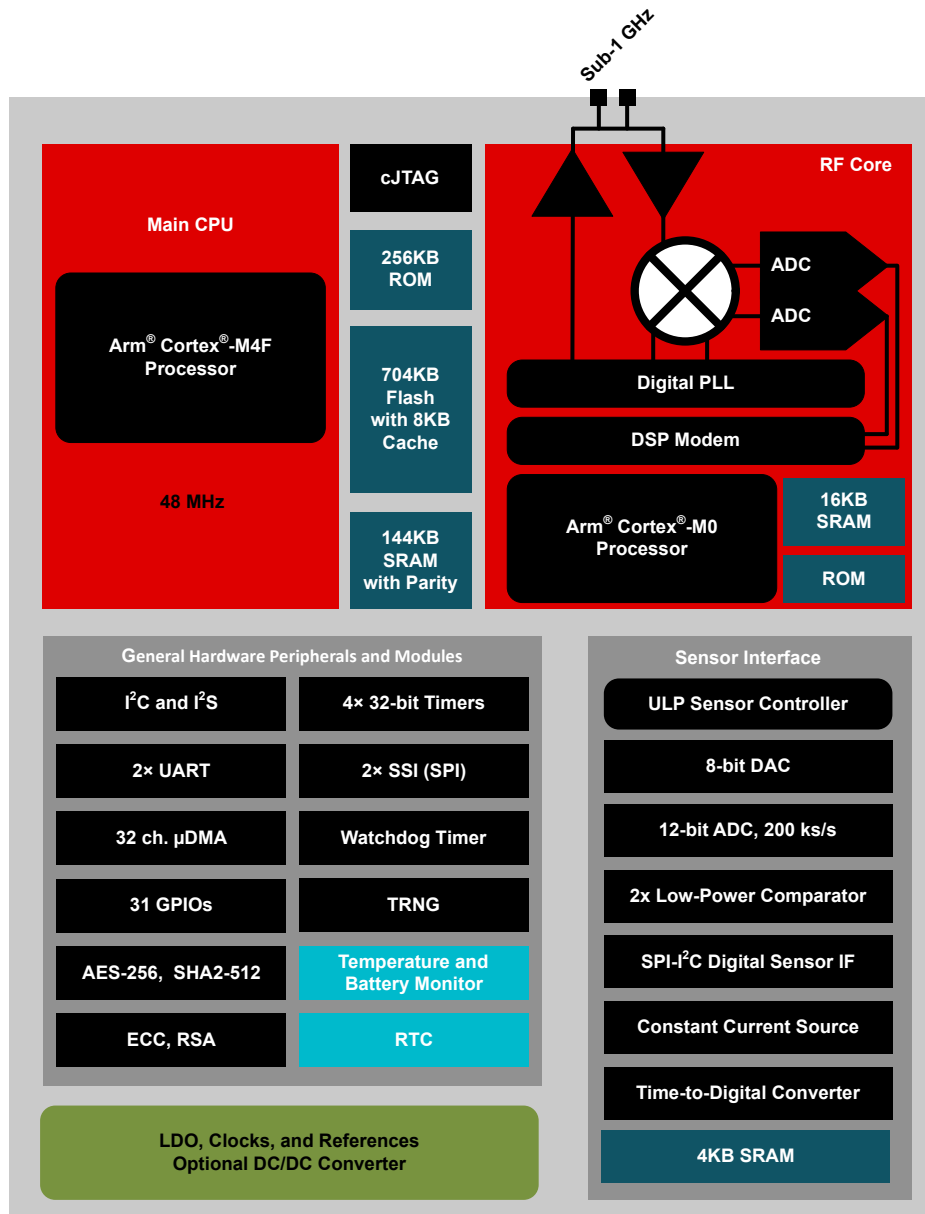 Sub-1 GHz
Main CPU
Arm® Cortex®-M4F
Processor
48 MHz
cJTAG
256KB
ROM
704KB
Flash
with 8KB
Cache
144KB
SRAM
with Parity
RF Core
ADC
ADC
Digital PLL
DSP Modem
Arm® Cortex®-M0
Processor
16KB
SRAM
ROM
General Hardware Peripherals and Modules
I²C and I²S
4× 32-bit Timers
2× UART
2× SSI (SPI)
32 ch. µDMA
Watchdog Timer
31 GPIOs
TRNG
AES-256, SHA2-512
Temperature and
Battery Monitor
ECC, RSA
RTC
LDO, Clocks, and References
Optional DC/DC Converter
Sensor Interface
ULP Sensor Controller
8-bit DAC
12-bit ADC, 200 ks/s
2x Low-Power Comparator
SPI-I²C Digital Sensor IF
Constant Current Source
Time-to-Digital Converter
4KB SRAM